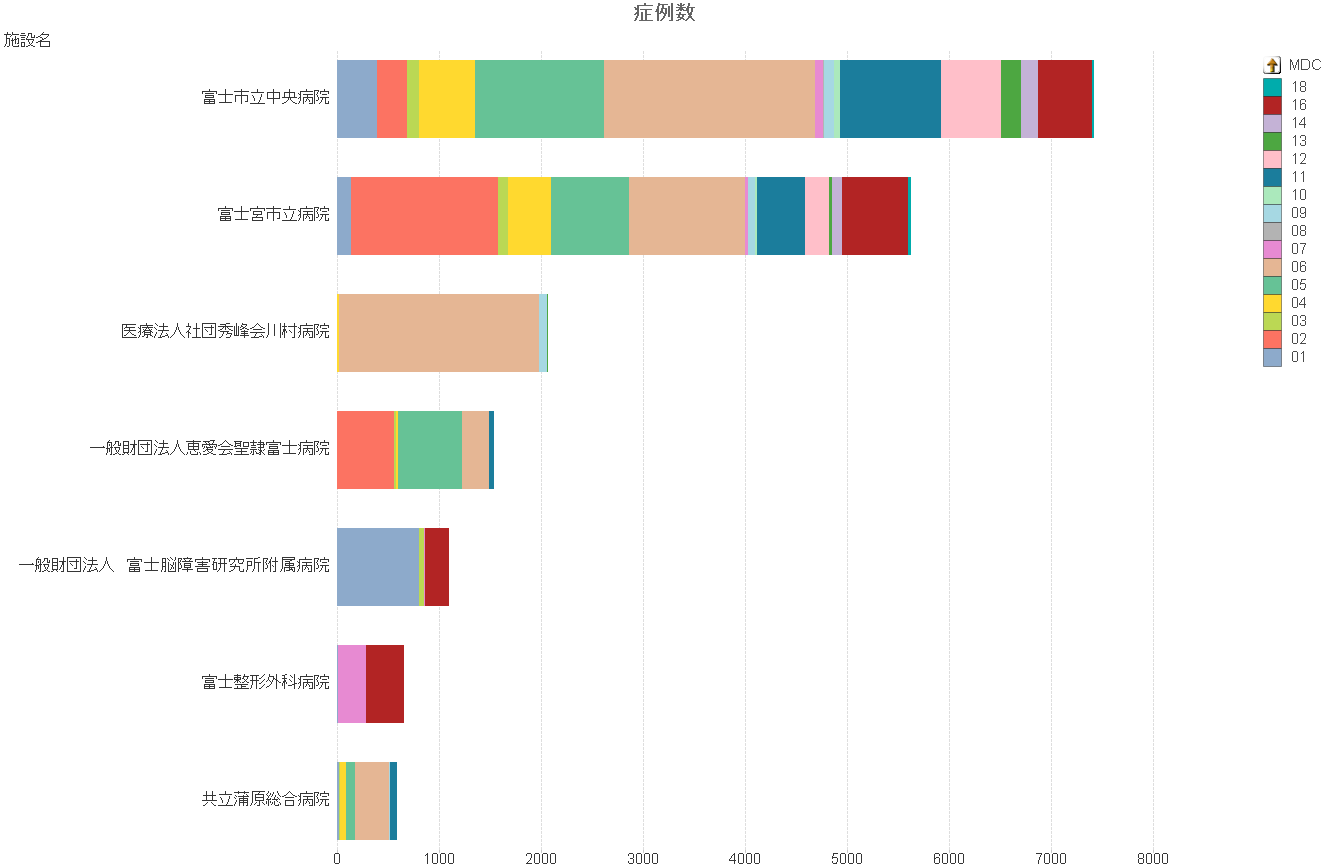 症例数
施設名
富士市立中央病院
富士宮市立病院
医療法人社団秀峰会川村病院
一般財団法人恵愛会聖隷富士病院
一般財団法人　富士脳障害研究所附属病院
富士整形外科病院
共立蒲原総合病院
0 1000 2000 3000 4000 5000 6000 7000 8000
MDC
18
16
14
13
12
11
10
09
08
07
06
05
04
03
02
01